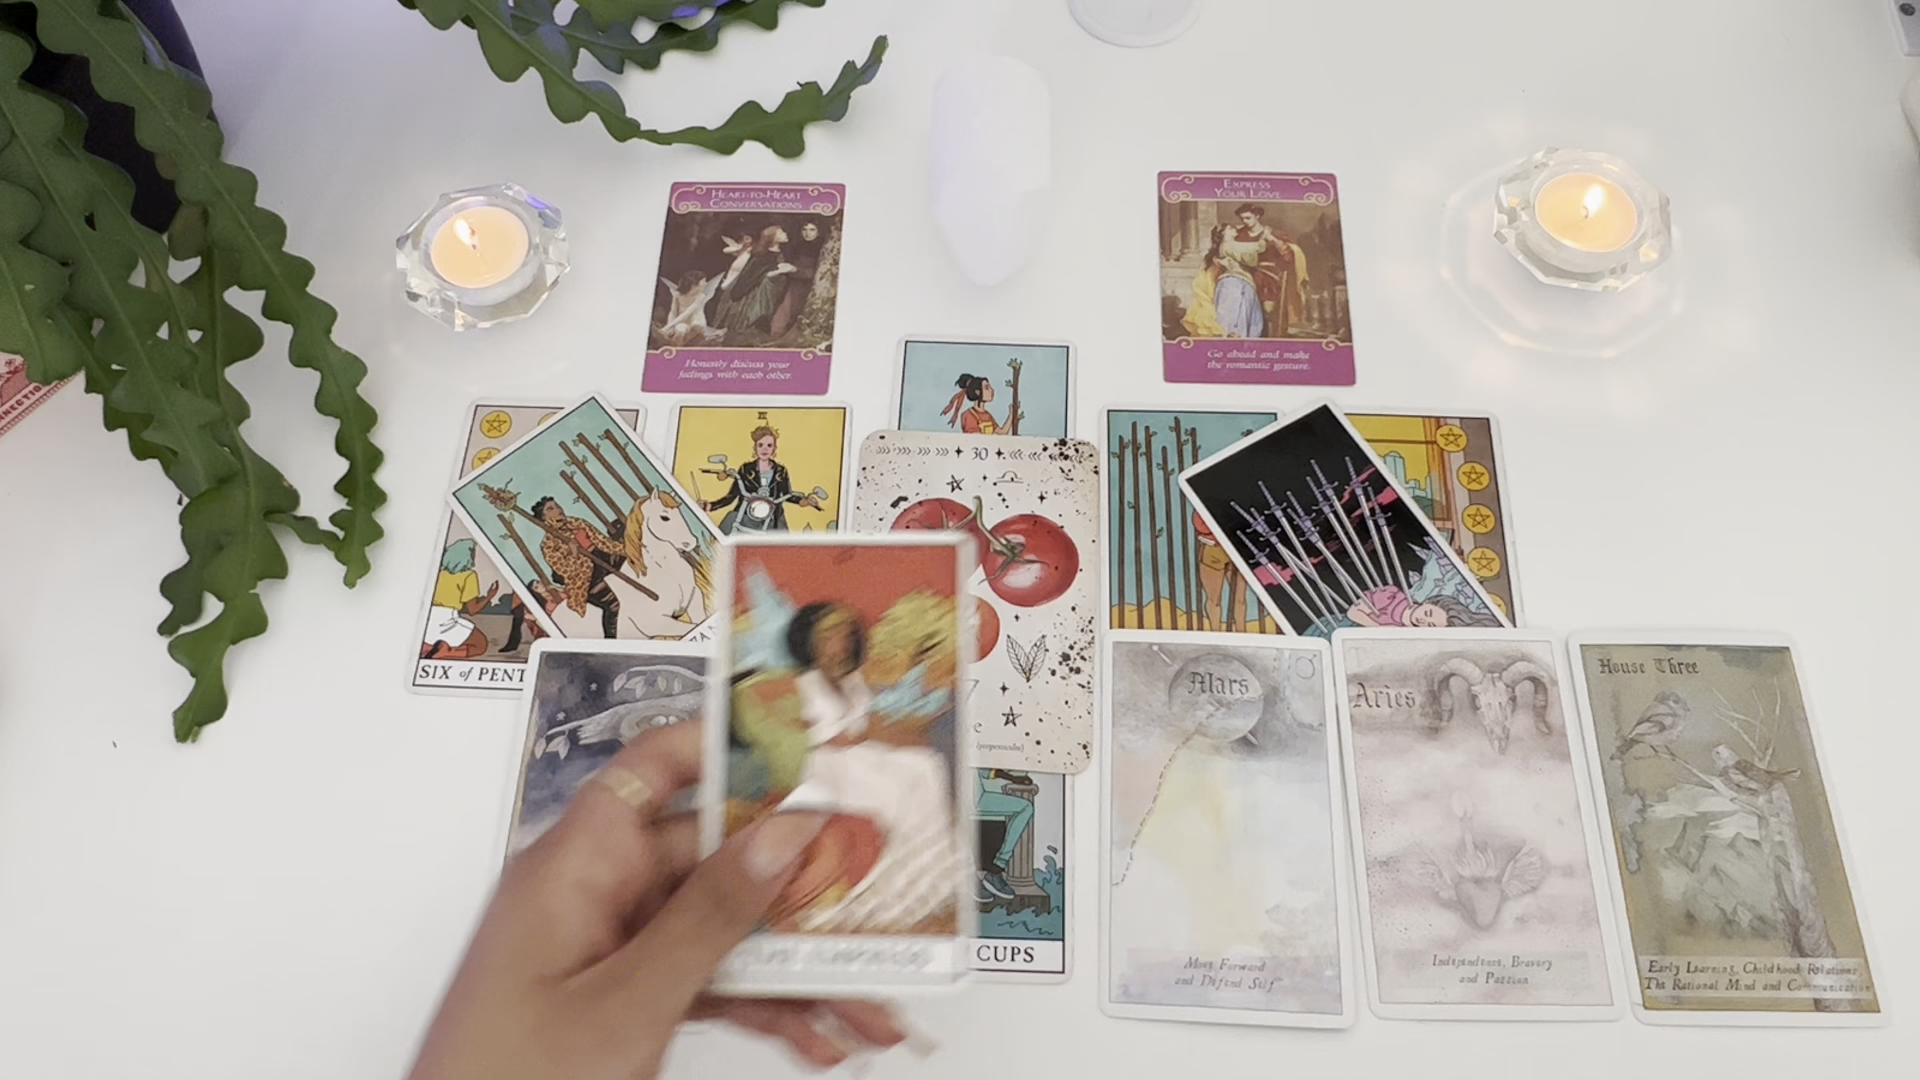 HEART-TO-HEART
CONVERSATIONS
Honestly discuss your
feelings with each other.
EXPRESS
YOUR LOVE
Go ahead and make
the romantic gesture.
III
30
SIX of PENT
CUPS
Mars
Move Forward
and Defend Self
Aries
Independence, Bravery
and Passion
House Three
Early Learning, Childhood Relations,
The Rational Mind and Communication